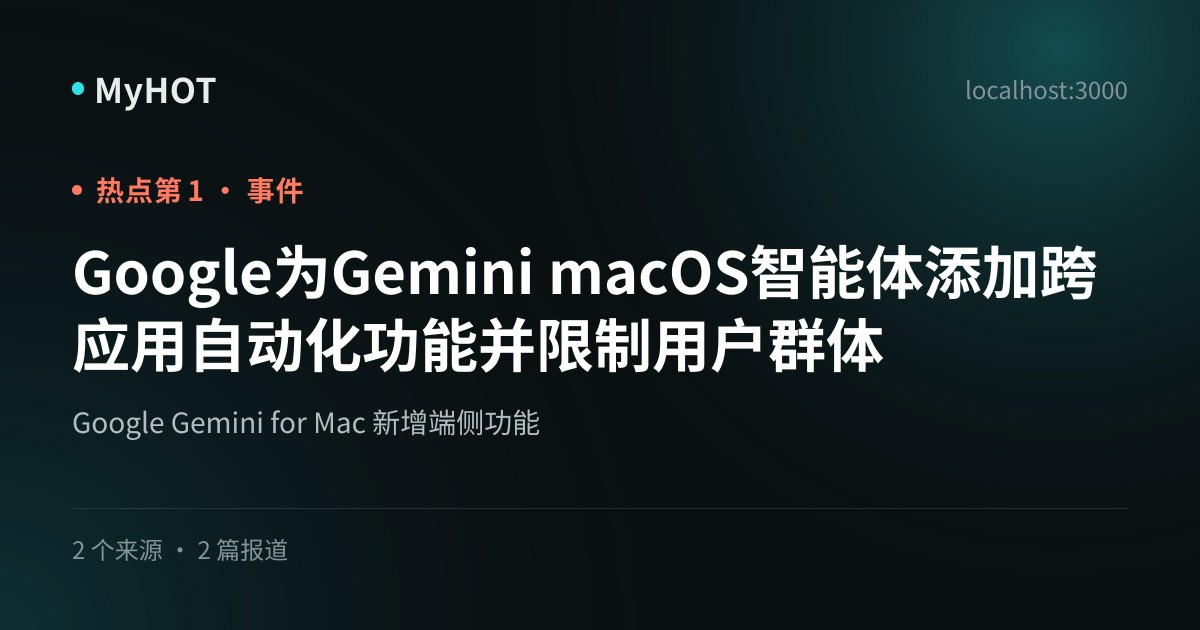 MyHOT
localhost:3000
热点第 1 · 事件
Google为Gemini macOS智能体添加跨
应用自动化功能并限制用户群体
Google Gemini for Mac 新增端侧功能
2 个来源 · 2 篇报道